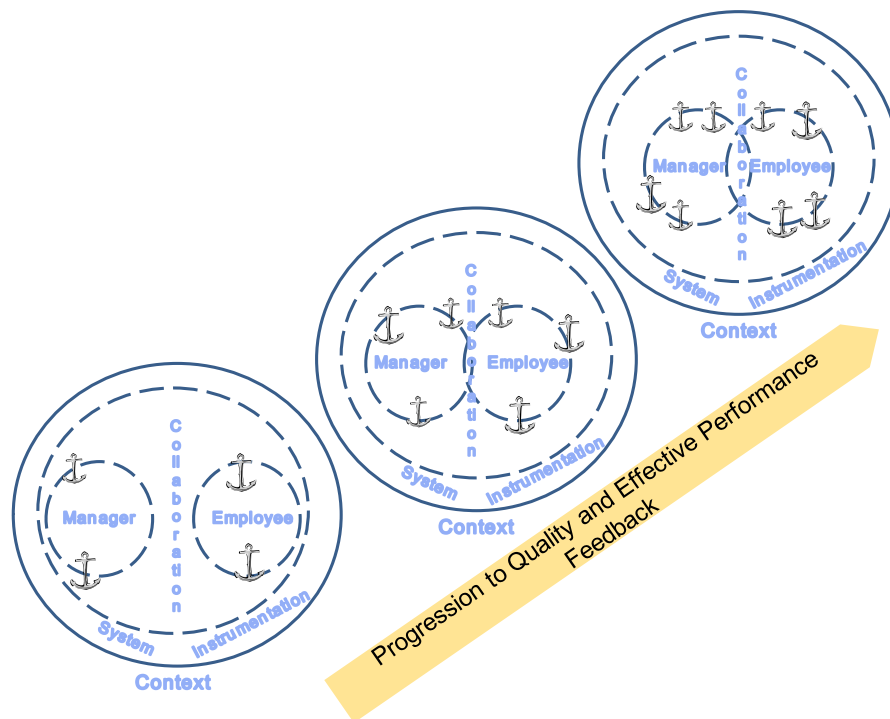 Collaboration
Manager
Employee
System
Instrumentation
Context
Collaboration
Manager
Employee
System
Instrumentation
Context
Collaboration
Manager
Employee
System
Instrumentation
Context
Progression to Quality and Effective Performance
Feedback